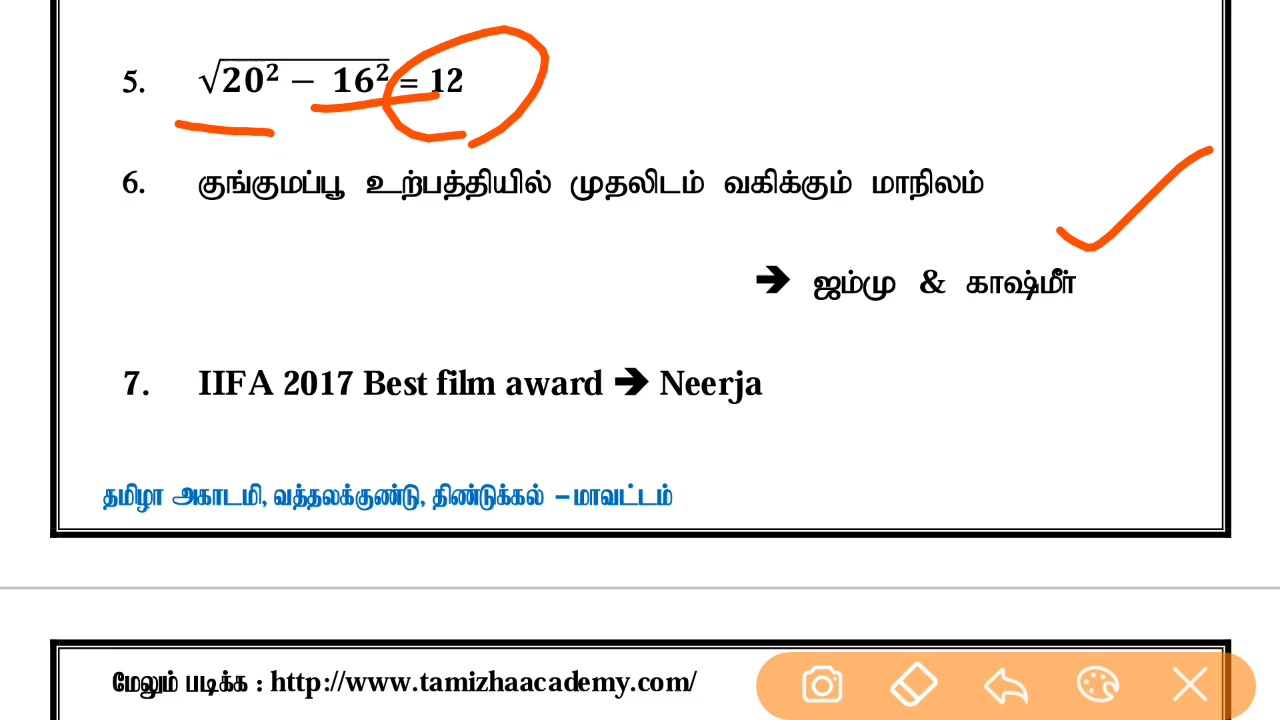 5. √20² − 16² = 12
6. குங்குமப்பூ உற்பத்தியில் முதலிடம் வகிக்கும் மாநிலம்
➔ ஜம்மு & காஷ்மீர்
7. IIFA 2017 Best film award ➔ Neerja
தமிழா அகாடமி, வத்தலக்குண்டு, திண்டுக்கல் – மாவட்டம்
மேலும் படிக்க : http://www.tamizhaacademy.com/